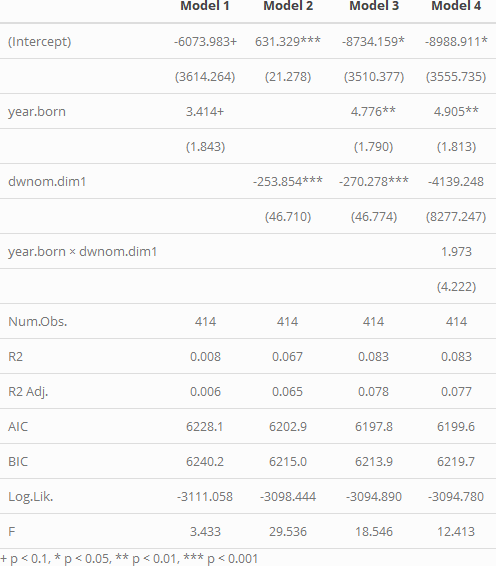 Model 1 Model 2 Model 3 Model 4
(Intercept) -6073.983+ 631.329*** -8734.159* -8988.911*
(3614.264) (21.278) (3510.377) (3555.735)
year.born 3.414+ 4.776** 4.905**
(1.843) (1.790) (1.813)
dwnom.dim1 -253.854*** -270.278*** -4139.248
(46.710) (46.774) (8277.247)
year.born × dwnom.dim1 1.973
(4.222)
Num.Obs. 414 414 414 414
R2 0.008 0.067 0.083 0.083
R2 Adj. 0.006 0.065 0.078 0.077
AIC 6228.1 6202.9 6197.8 6199.6
BIC 6240.2 6215.0 6213.9 6219.7
Log.Lik. -3111.058 -3098.444 -3094.890 -3094.780
F 3.433 29.536 18.546 12.413
+ p < 0.1, * p < 0.05, ** p < 0.01, *** p < 0.001